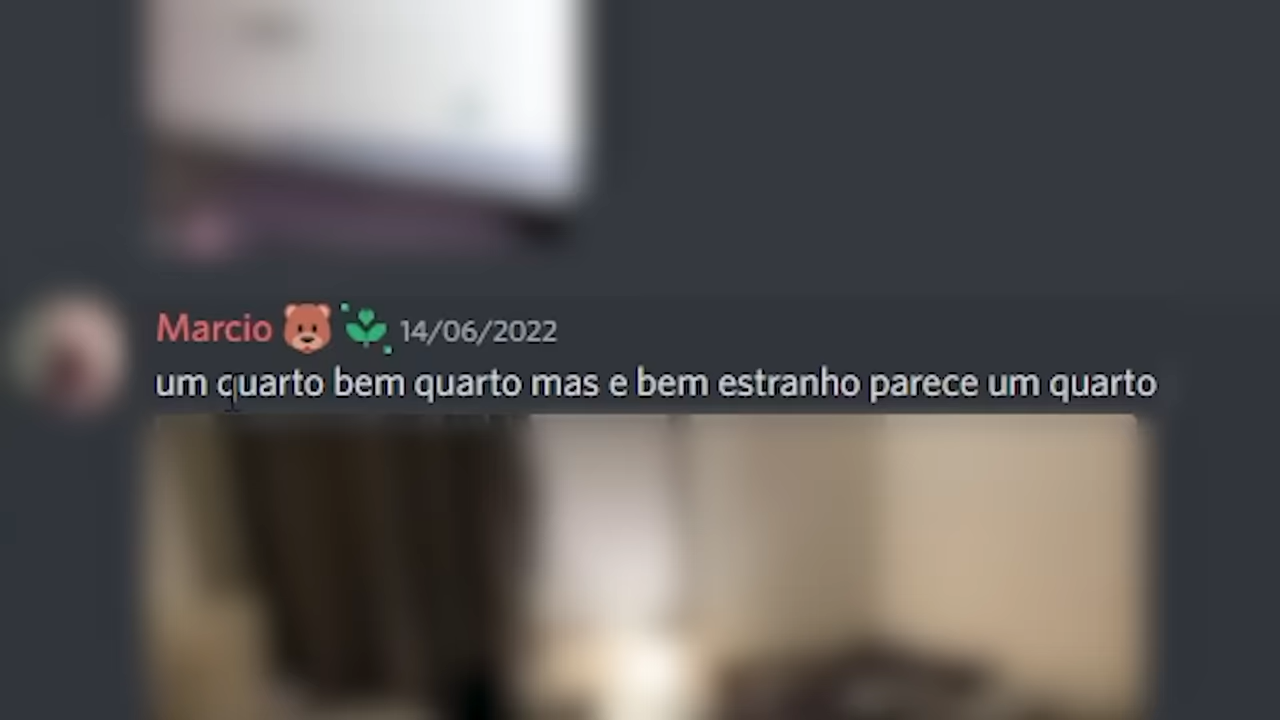 Marcio 🐻 14/06/2022
um quarto bem quarto mas e bem estranho parece um quarto